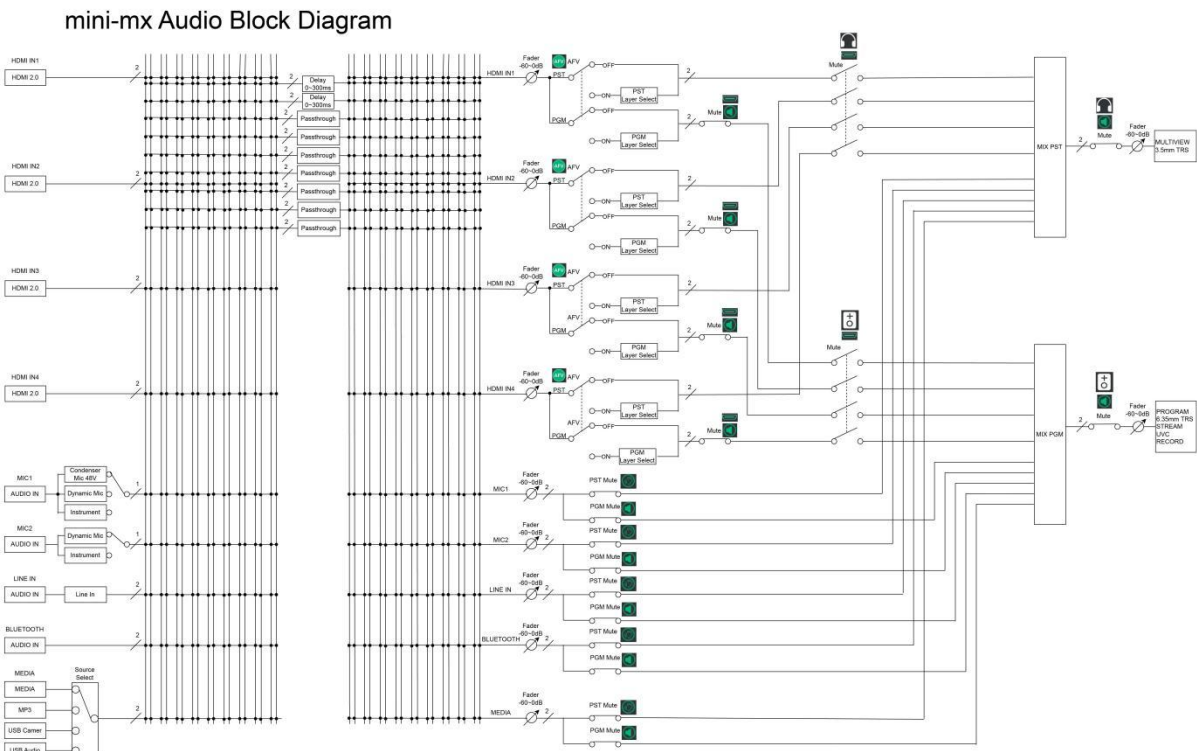 mini-mx Audio Block Diagram
HDMI IN1
HDMI 2.0
2
2
Delay
0~300ms
2
Delay
0~300ms
2
Passthrough
2
Passthrough
2
Passthrough
2
Passthrough
2
Passthrough
2
Passthrough
2
Passthrough
HDMI IN2
HDMI 2.0
2
HDMI IN3
HDMI 2.0
2
HDMI IN4
HDMI 2.0
2
MIC1
AUDIO IN
Condenser
Mic 48V
Dynamic Mic
Instrument
1
MIC2
AUDIO IN
Dynamic Mic
Instrument
1
LINE IN
AUDIO IN
Line In
2
BLUETOOTH
AUDIO IN
2
MEDIA
MEDIA
MP3
USB Camer
USB Audio
Source
Select
2
HDMI IN1
Fader
-60~0dB
AFV AFV
PST
OFF
ON
PST
Layer Select
2
PGM
OFF
ON
PGM
Layer Select
2
Mute
HDMI IN2
Fader
-60~0dB
AFV AFV
PST
OFF
ON
PST
Layer Select
2
PGM
OFF
ON
PGM
Layer Select
2
Mute
HDMI IN3
Fader
-60~0dB
AFV AFV
PST
OFF
ON
PST
Layer Select
2
AFV
PGM
OFF
ON
PGM
Layer Select
2
Mute
HDMI IN4
Fader
-60~0dB
AFV AFV
PST
OFF
ON
PST
Layer Select
2
AFV
PGM
OFF
ON
PGM
Layer Select
2
Mute
MIC1
Fader
-60~0dB
2
PST Mute
PGM Mute
MIC2
Fader
-60~0dB
2
PST Mute
PGM Mute
LINE IN
Fader
-60~0dB
2
PST Mute
PGM Mute
BLUETOOTH
Fader
-60~0dB
2
PST Mute
PGM Mute
MEDIA
Fader
-60~0dB
2
PST Mute
PGM Mute
Mute
Mute
MIX PST
2
Mute
Fader
-60~0dB
MULTIVIEW
3.5mm TRS
MIX PGM
2
Mute
Fader
-60~0dB
PROGRAM
6.35mm TRS
STREAM
UVC
RECORD